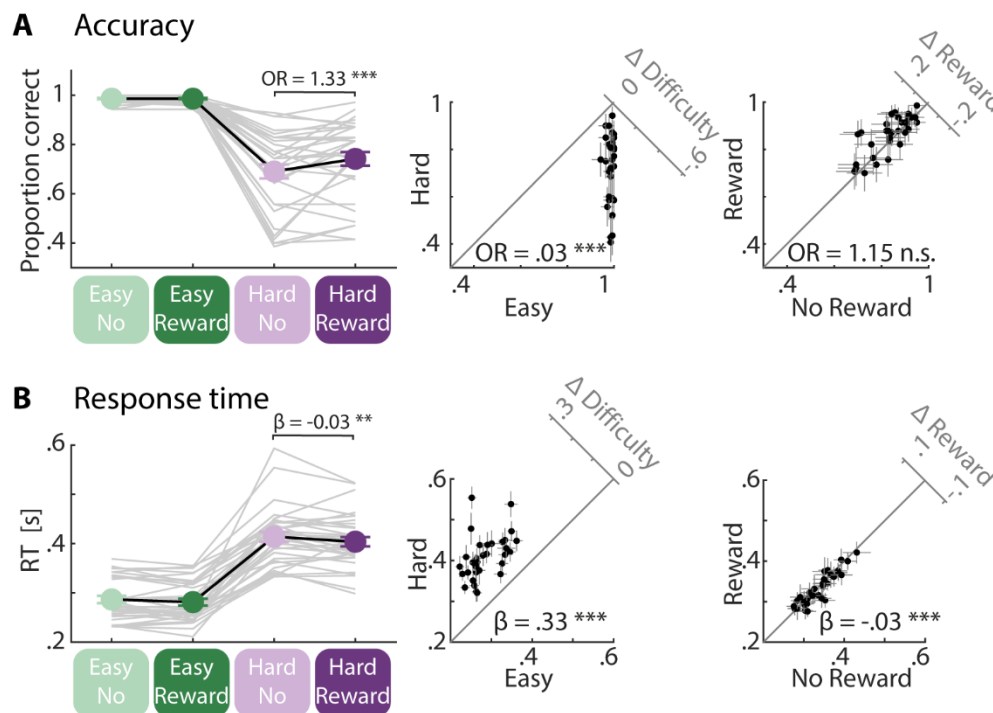 A Accuracy
Proportion correct
1
.8
.6
.4
OR = 1.33 ***
Easy No
Easy Reward
Hard No
Hard Reward
Hard
1
.4
OR = .03 ***
.4
1
Easy
Δ Difficulty
0
-.6
Reward
1
.4
OR = 1.15 n.s.
.4
1
No Reward
Δ Reward
.2
-.2
B Response time
RT [s]
.6
.4
.2
β = -0.03 **
Easy No
Easy Reward
Hard No
Hard Reward
Hard
.6
.4
.2
β = .33 ***
.4
.6
Easy
Δ Difficulty
.3
0
Reward
.6
.4
.2
β = -.03 ***
.4
.6
No Reward
Δ Reward
.1
-.1